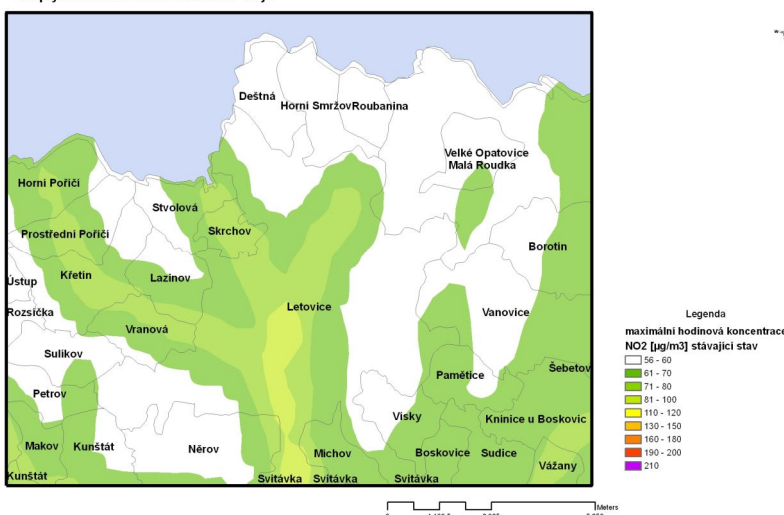 Deštná
Horní Smržov
Roubanina
Velké Opatovice
Malá Roudka
Horní Poříčí
Stvolová
Prostřední Poříčí
Skrchov
Borotín
Křetín
Lazinov
Ústup
Letovice
Rozsíčka
Vanovice
Vranová
Sulíkov
Šebetov
Pamětice
Petrov
Visky
Knínice u Boskovic
Makov
Kunštát
Něrov
Míchov
Boskovice
Sudice
Vážany
Kunštát
Svitávka
Svitávka
Svitávka
Legenda
maximální hodinová koncentrace
NO2 [µg/m3] stávající stav
56 - 60
61 - 70
71 - 80
81 - 100
110 - 120
130 - 150
160 - 180
190 - 200
210
Meters